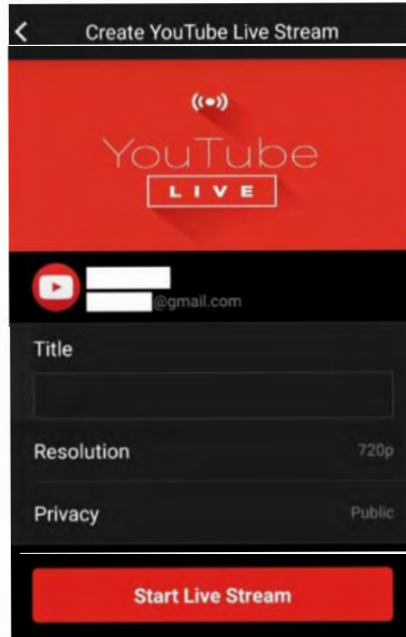 Create YouTube Live Stream
YouTube
LIVE
@gmail.com
Title
Resolution 720p
Privacy Public
Start Live Stream